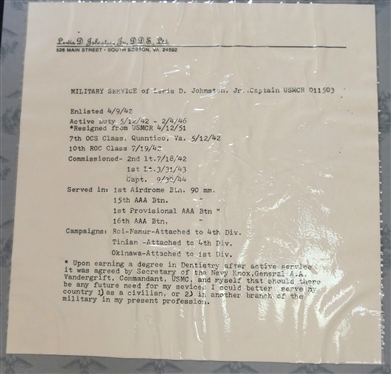 Lewis D. Johnston, Jr., D.D.S., Ltd.
528 MAIN STREET - SOUTH BOSTON, VA. 24592
MILITARY SERVICE of Lewis D. Johnston, Jr. Captain USMCR 011503
Enlisted 4/9/42
Active Duty 5/12/42 - 2/4/46
*Resigned from USMCR 4/12/51
7th OCS Class, Quantico, Va. 5/12/42
10th ROC Class 7/19/42
Commissioned- 2nd Lt.7/18/42
1st Lt.3/31/43
Capt. 9/30/44
Served in: 1st Airdrome Btn. 90 mm.
15th AAA Btn. "
1st Provisional AAA Btn "
16th AAA Btn. "
Campaigns: Roi-Namur-Attached to 4th Div.
Tinian -Attached to 4th Div.
Okinawa-Attached to 1st Div.
* Upon earning a degree in Dentistry after active service
it was agreed by Secretary of the Navy Knox,General A.A.
Vandergrift, Commandant, USMC, and myself that should there
be any future need for my sevices I could better serve my
country 1)as a civilian, or 2) in another branch of the
military in my present profession.